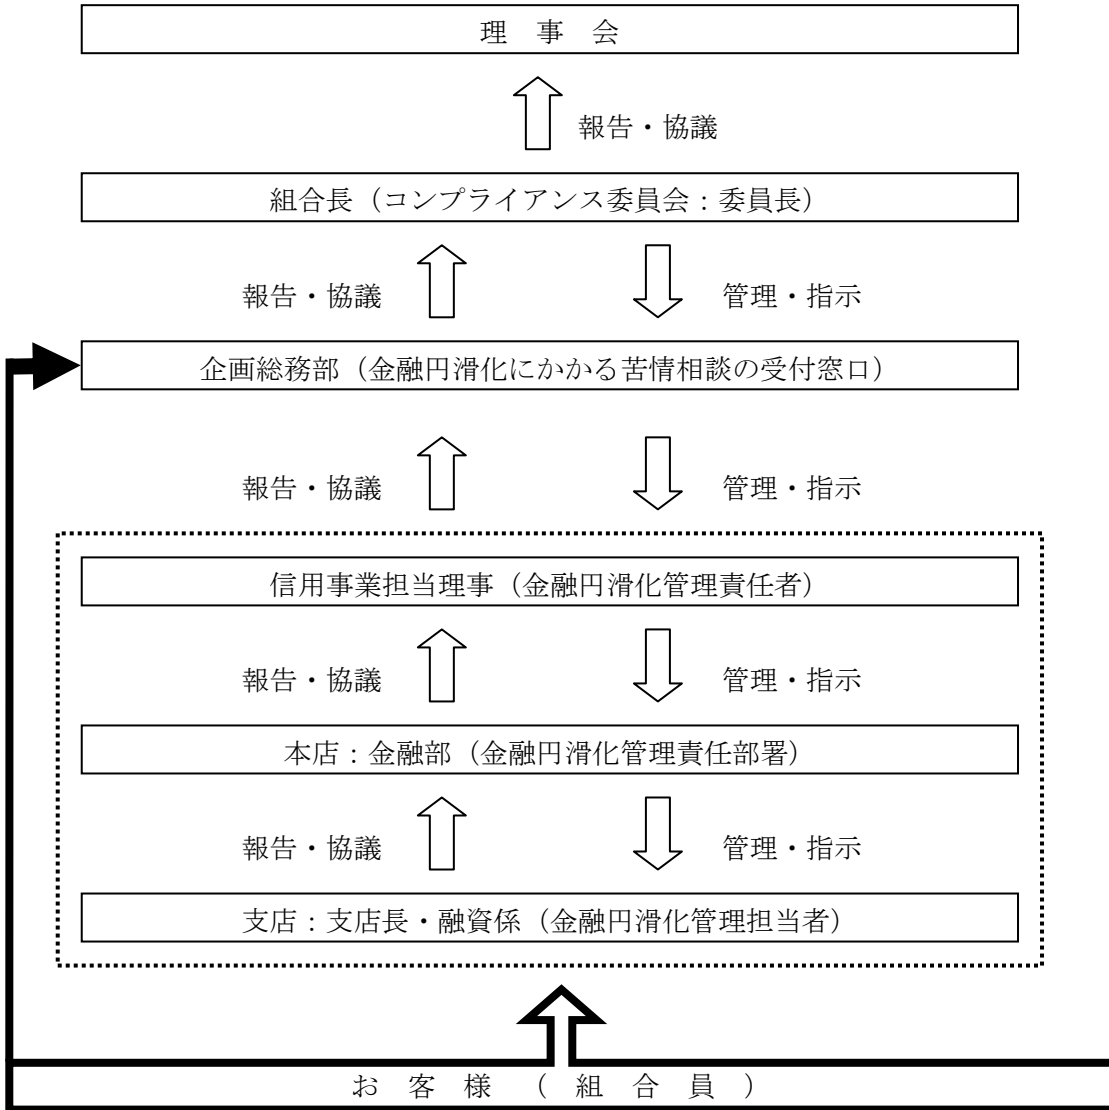 理 事 会
報告・協議
組合長（コンプライアンス委員会：委員長）
報告・協議 管理・指示
企画総務部（金融円滑化にかかる苦情相談の受付窓口）
報告・協議 管理・指示
信用事業担当理事（金融円滑化管理責任者）
報告・協議 管理・指示
本店：金融部（金融円滑化管理責任部署）
報告・協議 管理・指示
支店：支店長・融資係（金融円滑化管理担当者）
お 客 様 （ 組 合 員 ）